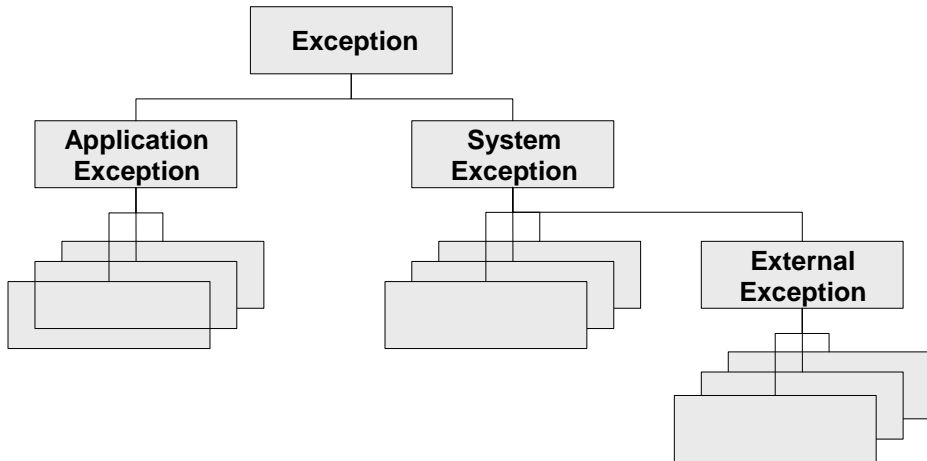 Exception
Application
Exception
System
Exception
External
Exception